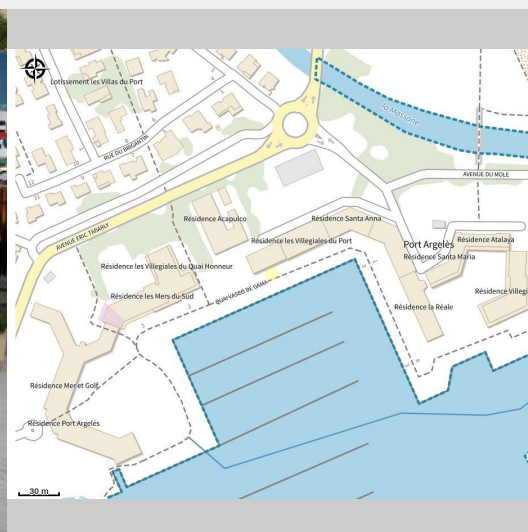 Lotissement les Villas du Port
la Massane
RUE DU BRIGANTIN
AVENUE DU MOLE
AVENUE ERIC TABARLY
Résidence Acapulco
Résidence Santa Anna
Résidence les Villegiales du Port
Port Argelès
Résidence Atalaya
Résidence Santa Maria
Résidence les Villegiales du Quai Honneur
Résidence les Mers du Sud
QUAI VASCO DE GAMA
Résidence Villegi
Résidence la Réale
Résidence Mer et Golf
Résidence Port Argelès
30 m